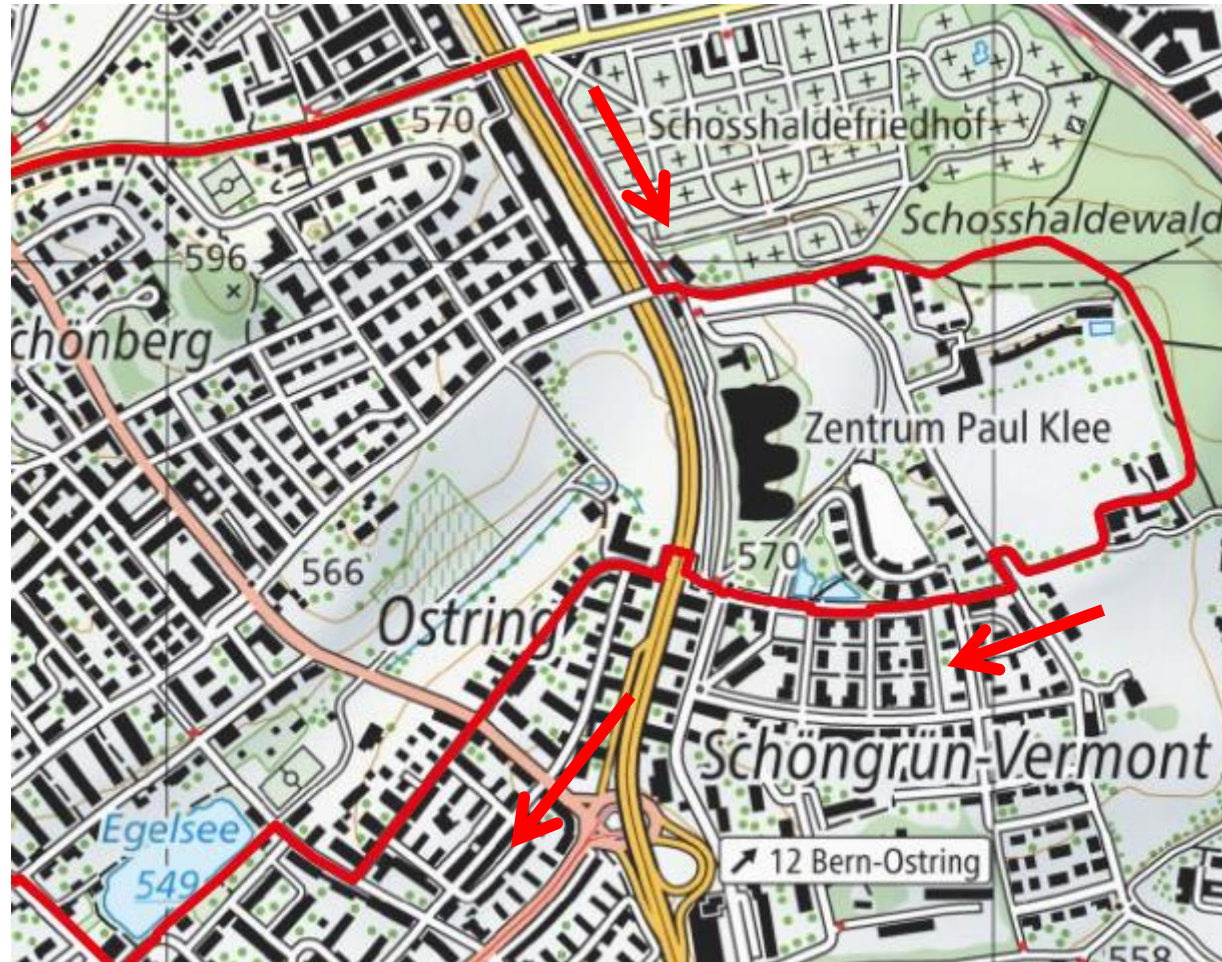 570
Schosshaldefriedhof
Schosshaldewald
596
chönberg
Zentrum Paul Klee
570
566
Ostring
Schöngrün-Vermont
Egelsee
549
12 Bern-Ostring
558